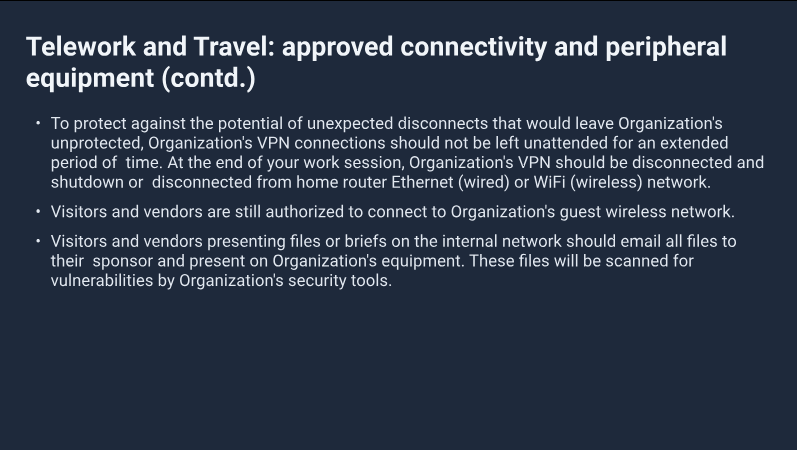 Telework and Travel: approved connectivity and peripheral
equipment (contd.)
• To protect against the potential of unexpected disconnects that would leave Organization's
unprotected, Organization's VPN connections should not be left unattended for an extended
period of  time. At the end of your work session, Organization's VPN should be disconnected and
shutdown or  disconnected from home router Ethernet (wired) or WiFi (wireless) network.
• Visitors and vendors are still authorized to connect to Organization's guest wireless network.
• Visitors and vendors presenting files or briefs on the internal network should email all files to
their  sponsor and present on Organization's equipment. These files will be scanned for
vulnerabilities by Organization's security tools.